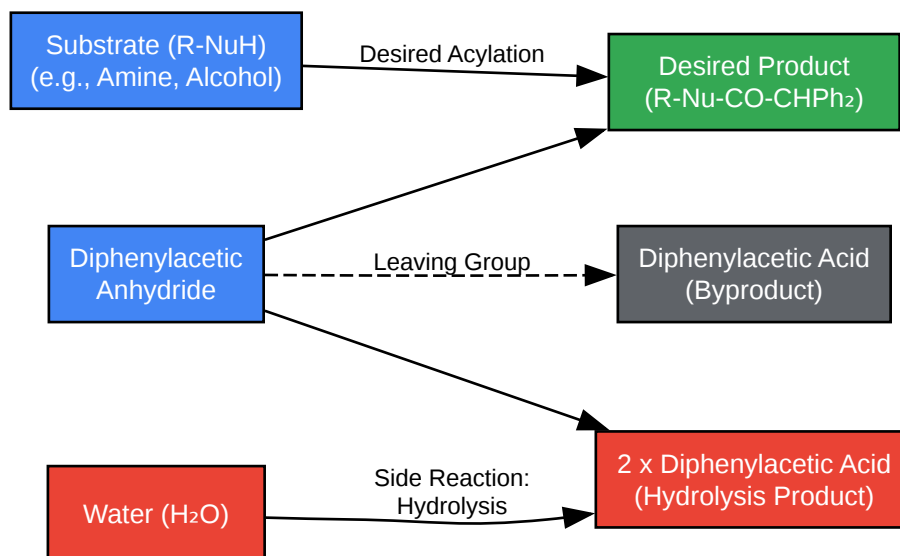 Substrate (R-NuH)
(e.g., Amine, Alcohol)
Desired Acylation
Desired Product
(R-Nu-CO-CHPh₂)
Diphenylacetic
Anhydride
Leaving Group
Diphenylacetic Acid
(Byproduct)
Water (H₂O)
Side Reaction:
Hydrolysis
2 x Diphenylacetic Acid
(Hydrolysis Product)